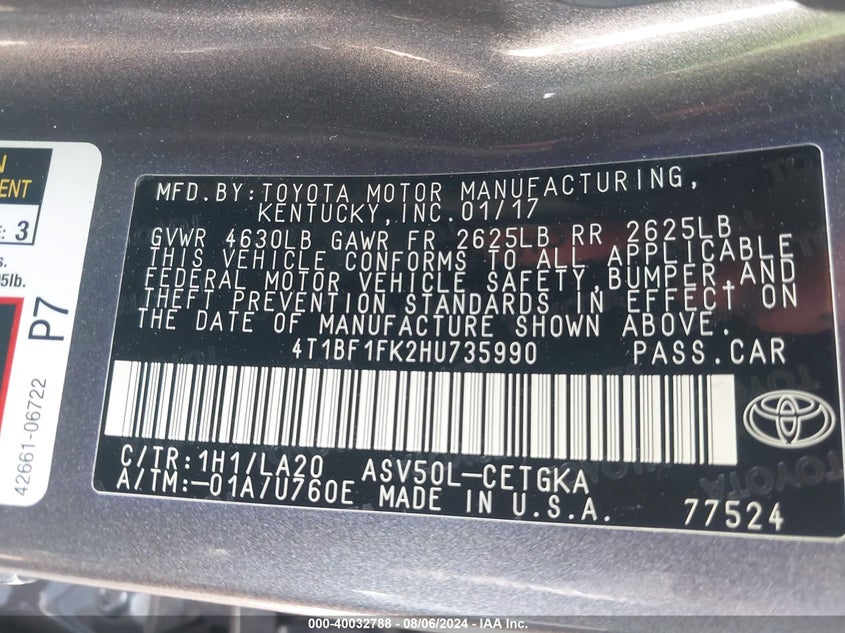 N
ENT
E: 3
s.
5lb.
P7
42661-06722
MFD.BY:TOYOTA MOTOR MANUFACTURING,
KENTUCKY,INC.01/17
GVWR 4630LB GAWR FR 2625LB RR 2625LB
THIS VEHICLE CONFORMS TO ALL APPLICABLE
FEDERAL MOTOR VEHICLE SAFETY,BUMPER,AND
THEFT PREVENTION STANDARDS IN EFFECT ON
THE DATE OF MANUFACTURE SHOWN ABOVE.
4T1BF1FK2HU735990 PASS.CAR
C/TR:1H1/LA20 ASV50L-CETGKA
A/TM:-01A/U760E MADE IN U.S.A.
77524
000-40032788 - 08/06/2024 - IAA Inc.